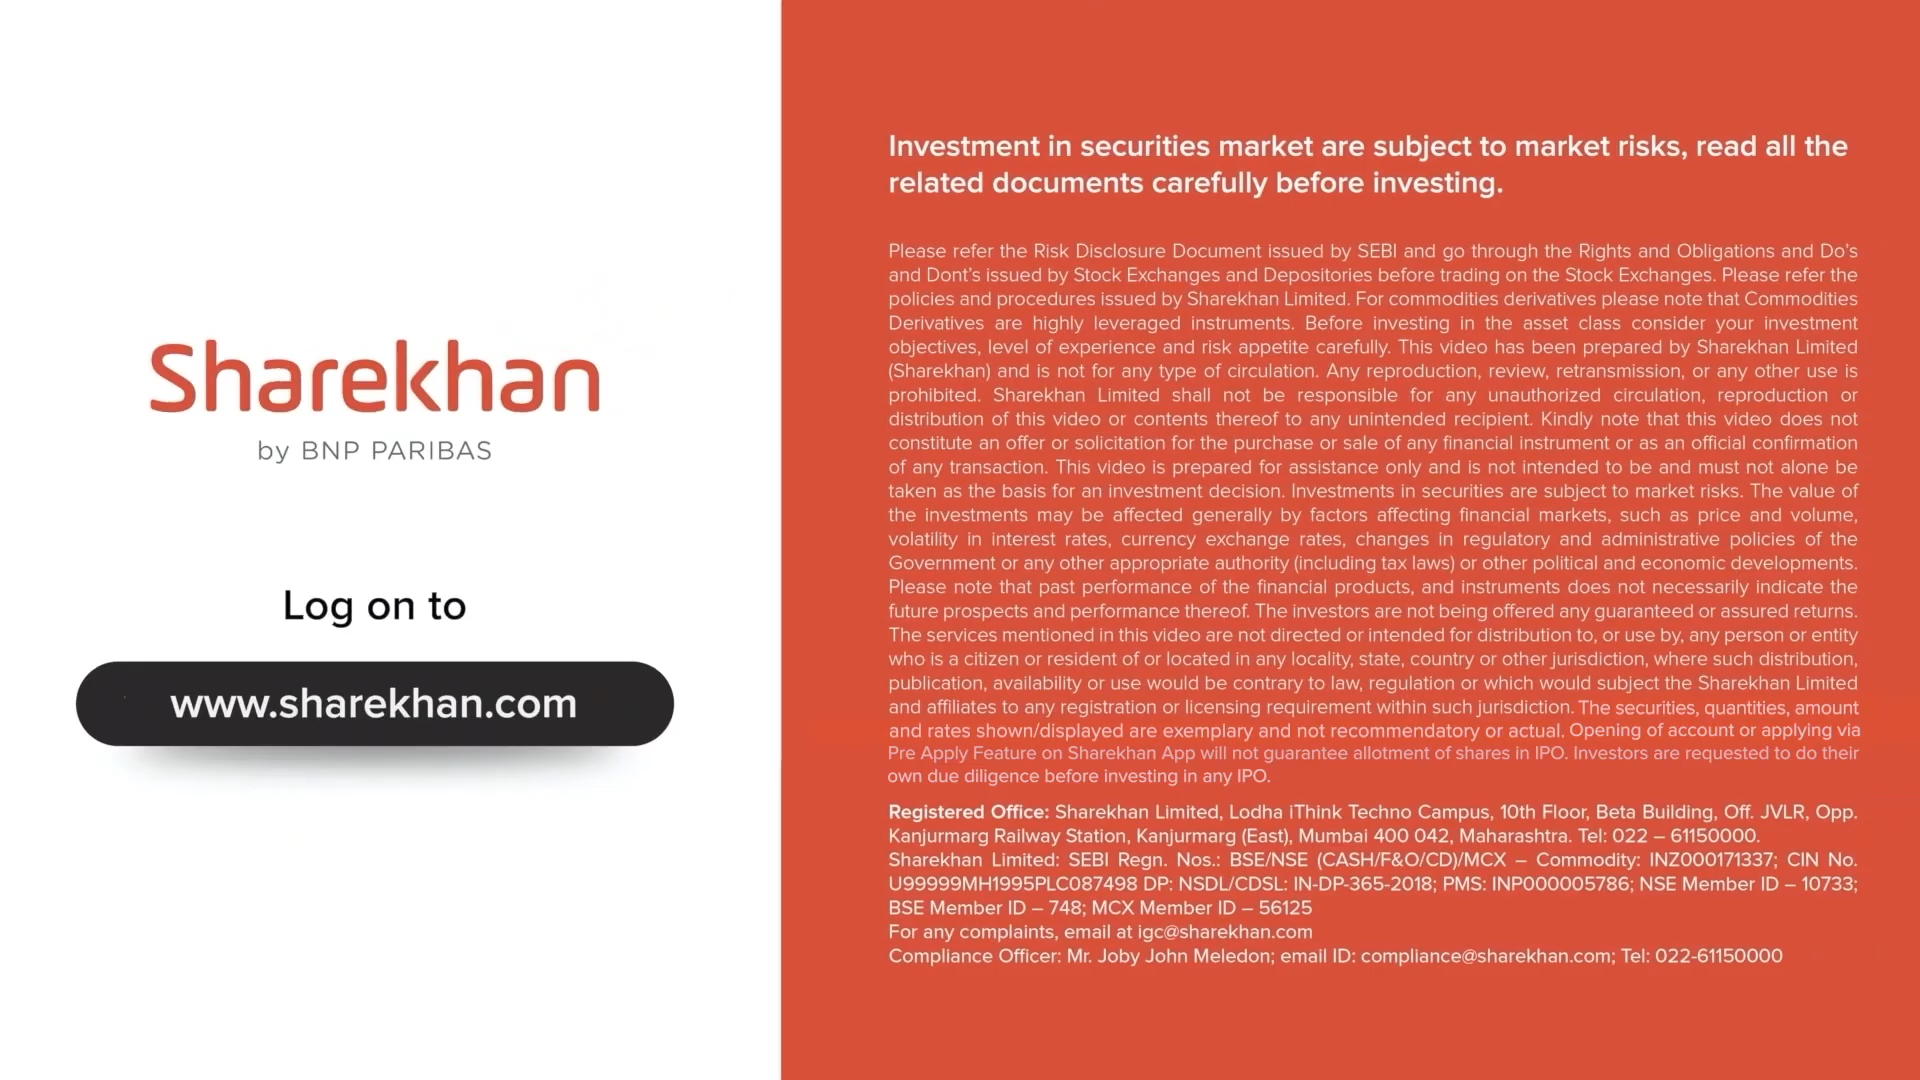 Sharekhan
by BNP PARIBAS
Log on to
www.sharekhan.com
Investment in securities market are subject to market risks, read all the
related documents carefully before investing.
Please refer the Risk Disclosure Document issued by SEBI and go through the Rights and Obligations and Do's
and Dont's issued by Stock Exchanges and Depositories before trading on the Stock Exchanges. Please refer the
policies and procedures issued by Sharekhan Limited. For commodities derivatives please note that Commodities
Derivatives are highly leveraged instruments. Before investing in the asset class consider your investment
objectives, level of experience and risk appetite carefully. This video has been prepared by Sharekhan Limited
(Sharekhan) and is not for any type of circulation. Any reproduction, review, retransmission, or any other use is
prohibited. Sharekhan Limited shall not be responsible for any unauthorized circulation, reproduction or
distribution of this video or contents thereof to any unintended recipient. Kindly note that this video does not
constitute an offer or solicitation for the purchase or sale of any financial instrument or as an official confirmation
of any transaction. This video is prepared for assistance only and is not intended to be and must not alone be
taken as the basis for an investment decision. Investments in securities are subject to market risks. The value of
the investments may be affected generally by factors affecting financial markets, such as price and volume,
volatility in interest rates, currency exchange rates, changes in regulatory and administrative policies of the
Government or any other appropriate authority (including tax laws) or other political and economic developments.
Please note that past performance of the financial products, and instruments does not necessarily indicate the
future prospects and performance thereof. The investors are not being offered any guaranteed or assured returns.
The services mentioned in this video are not directed or intended for distribution to, or use by, any person or entity
who is a citizen or resident of or located in any locality, state, country or other jurisdiction, where such distribution,
publication, availability or use would be contrary to law, regulation or which would subject the Sharekhan Limited
and affiliates to any registration or licensing requirement within such jurisdiction. The securities, quantities, amount
and rates shown/displayed are exemplary and not recommendatory or actual. Opening of account or applying via
Pre Apply Feature on Sharekhan App will not guarantee allotment of shares in IPO. Investors are requested to do their
own due diligence before investing in any IPO.
Registered Office: Sharekhan Limited, Lodha iThink Techno Campus, 10th Floor, Beta Building, Off. JVLR, Opp.
Kanjurmarg Railway Station, Kanjurmarg (East), Mumbai 400 042, Maharashtra. Tel: 022 – 61150000.
Sharekhan Limited: SEBI Regn. Nos.: BSE/NSE (CASH/F&O/CD)/MCX – Commodity: INZ000171337; CIN No.
U99999MH1995PLC087498 DP: NSDL/CDSL: IN-DP-365-2018; PMS: INP000005786; NSE Member ID – 10733;
BSE Member ID – 748; MCX Member ID – 56125
For any complaints, email at igc@sharekhan.com
Compliance Officer: Mr. Joby John Meledon; email ID: compliance@sharekhan.com; Tel: 022-61150000